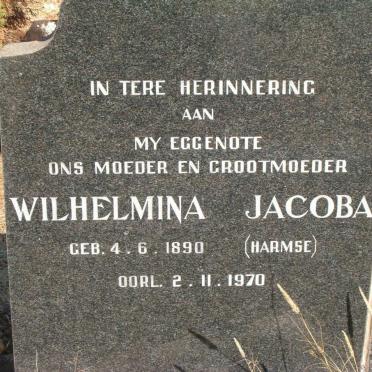 IN TERE HERINNERING
AAN
MY EGGENOTE
ONS MOEDER EN GROOTMOEDER
WILHELMINA JACOBA
GEB. 4. 6. 1890 (HARMSE)
OORL. 2. 11. 1970